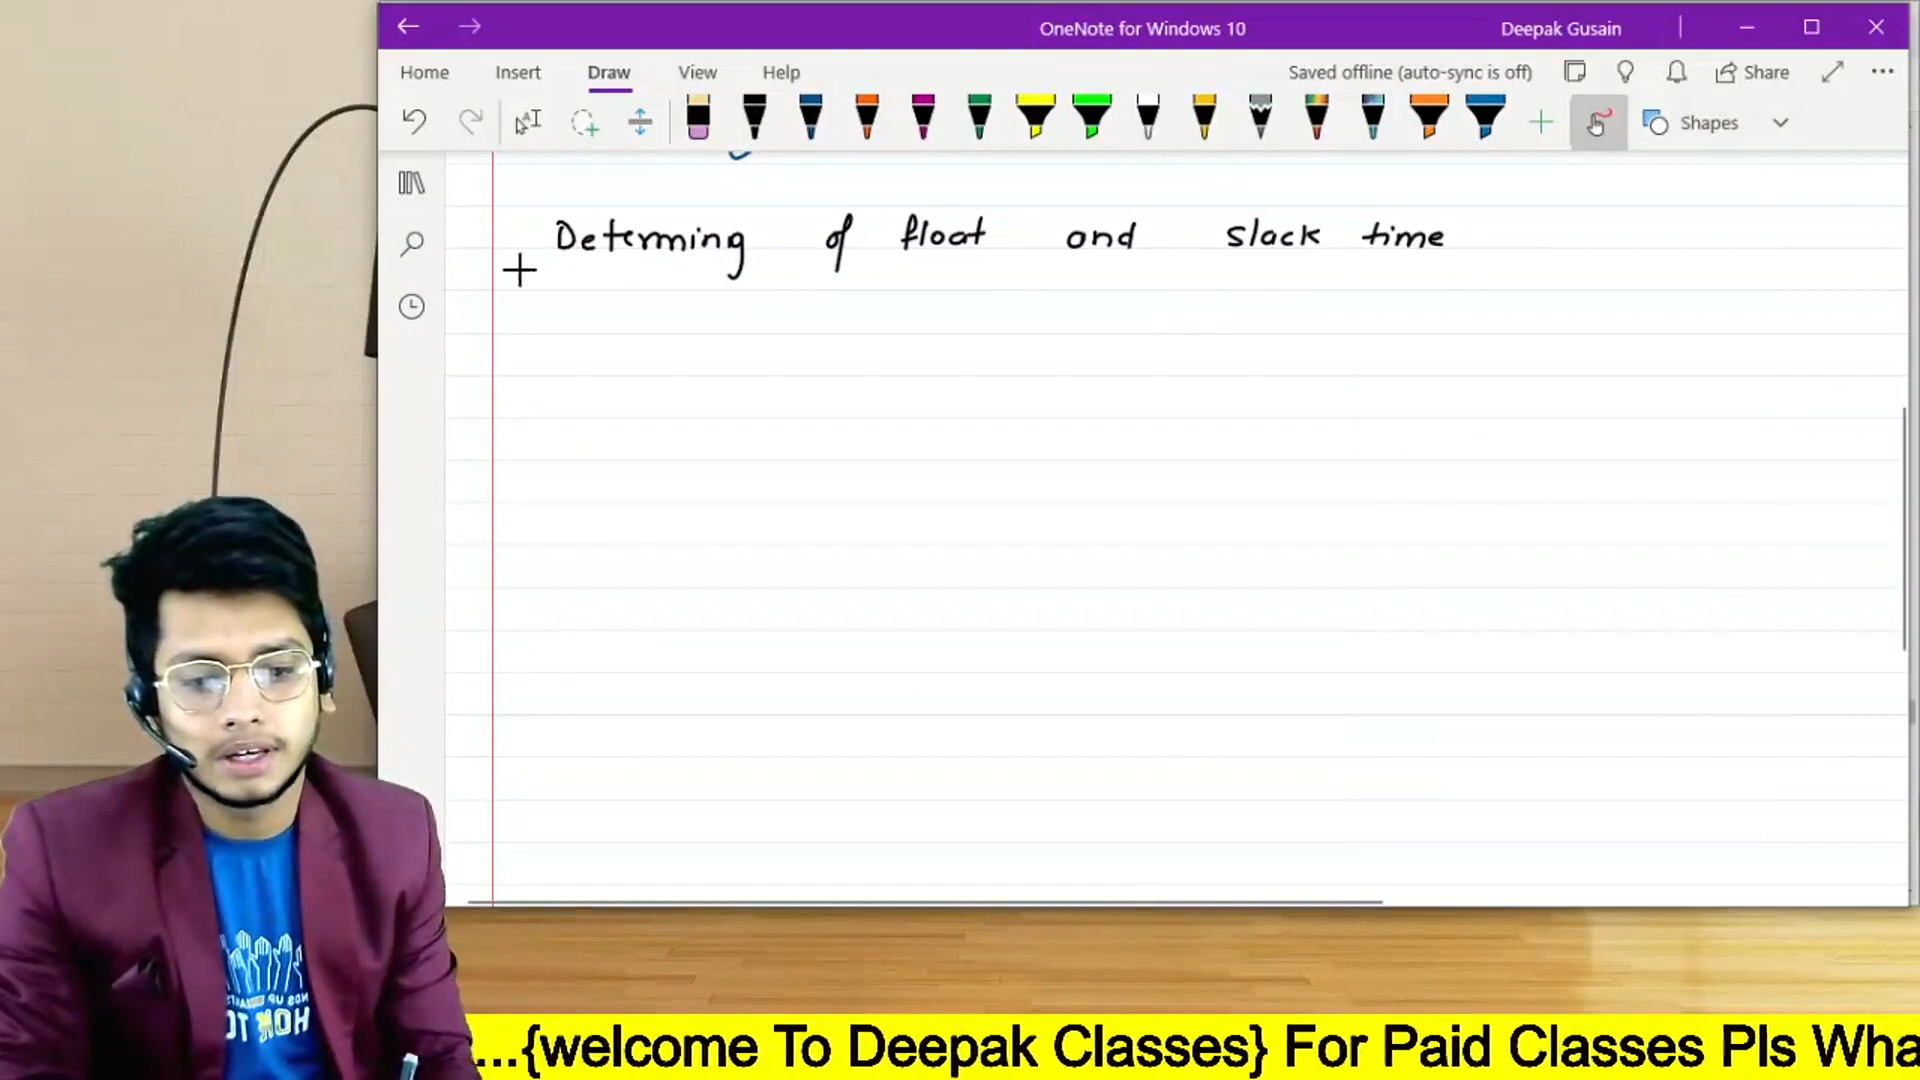 OneNote for Windows 10
Deepak Gusain
Home Insert Draw View Help
Saved offline (auto-sync is off)
Share
Shapes
Determing of float and slack time
...{welcome To Deepak Classes} For Paid Classes Pls Wha